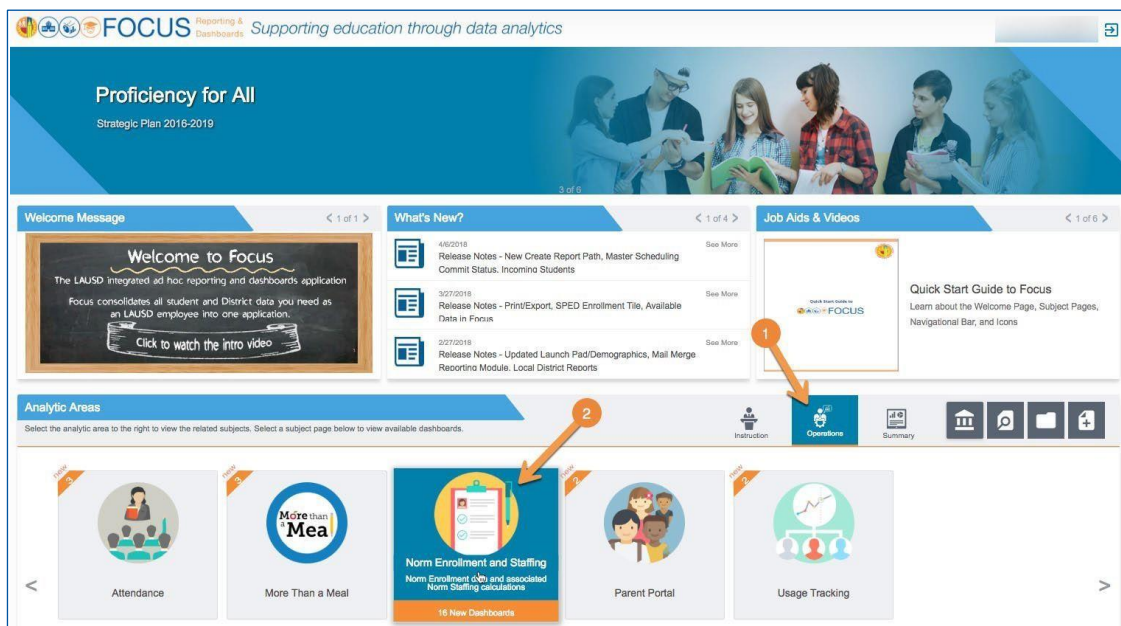 FOCUS Reporting & Dashboards Supporting education through data analytics
Proficiency for All
Strategic Plan 2016-2019
3 of 6
Welcome Message
< 1 of 1 >
Welcome to Focus
The LAUSD integrated ad hoc reporting and dashboards application
Focus consolidates all student and District data you need as
an LAUSD employee into one application.
Click to watch the intro video
What's New?
< 1 of 4 >
4/6/2018
See More
Release Notes - New Create Report Path, Master Scheduling
Commit Status, Incoming Students
3/27/2018
See More
Release Notes - Print/Export, SPED Enrollment Tile, Available
Data in Focus
2/27/2018
See More
Release Notes - Updated Launch Pad/Demographics, Mail Merge
Reporting Module, Local District Reports
Job Aids & Videos
< 1 of 6 >
Quick Start Guide to
FOCUS
Quick Start Guide to Focus
Learn about the Welcome Page, Subject Pages,
Navigational Bar, and Icons
1
2
Analytic Areas
Select the analytic area to the right to view the related subjects. Select a subject page below to view available dashboards.
Instruction
Operations
Summary
new
3
Attendance
new
3
More than
a Meal
More Than a Meal
Norm Enrollment and Staffing
Norm Enrollment data and associated
Norm Staffing calculations
16 New Dashboards
new
2
Parent Portal
new
2
Usage Tracking
<
>